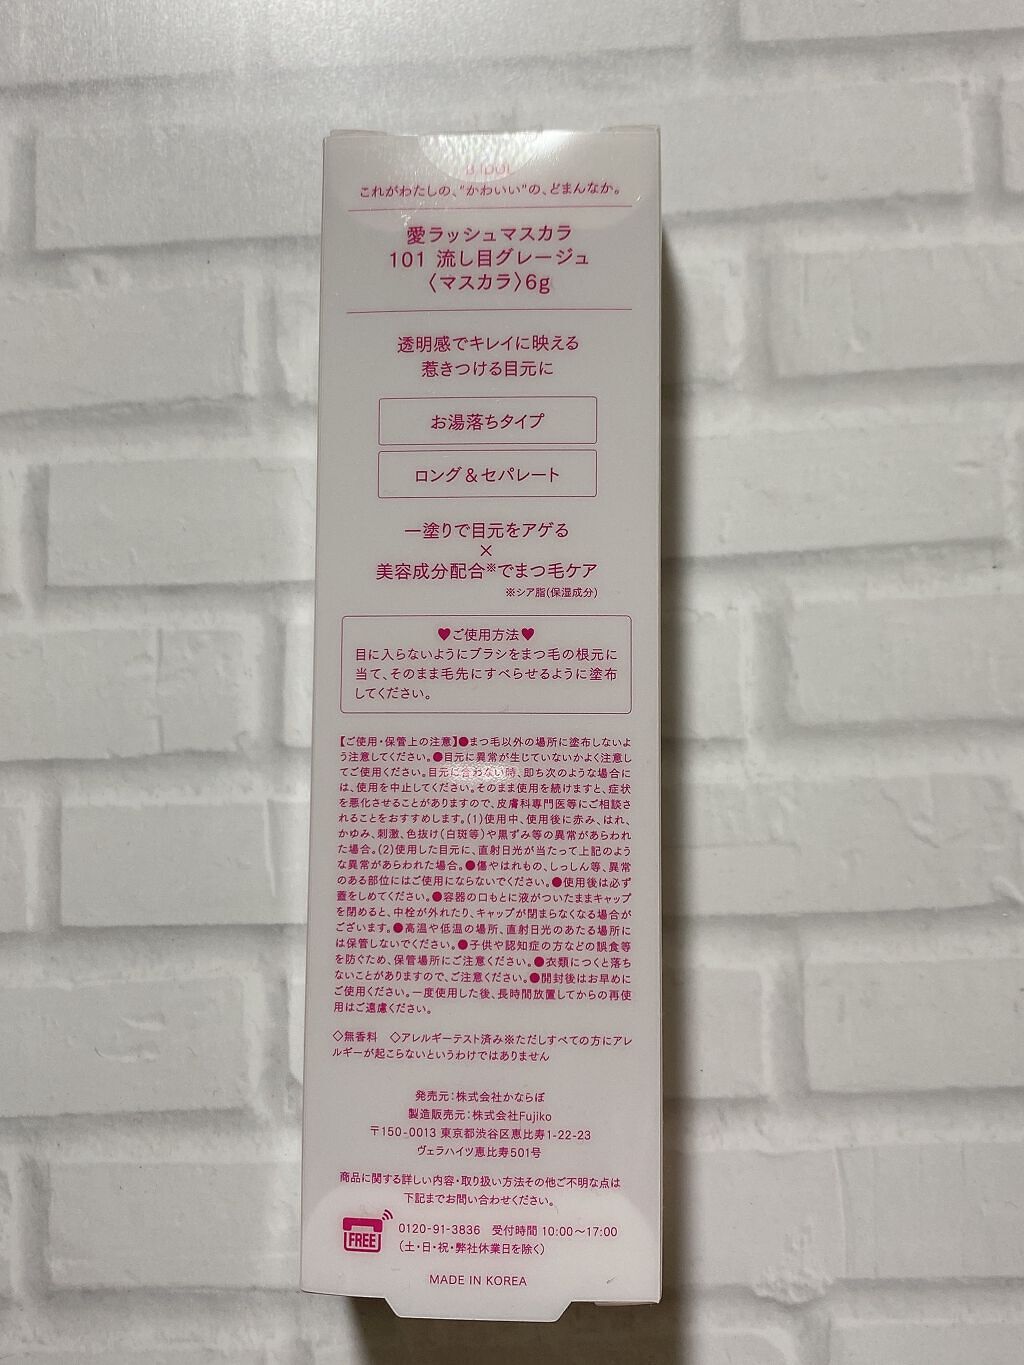 B IDOL
これがわたしの、"かわいい"の、どまんなか。
愛ラッシュマスカラ
101 流し目グレージュ
〈マスカラ〉6g
透明感でキレイに映える
惹きつける目元に
お湯落ちタイプ
ロング＆セパレート
一塗りで目元をアゲる
×
美容成分配合※でまつ毛ケア
※シア脂(保湿成分)
♥ご使用方法♥
目に入らないようにブラシをまつ毛の根元に
当て、そのまま毛先にすべらせるように塗布
してください。
【ご使用・保管上の注意】●まつ毛以外の場所に塗布しないよ
う注意してください。●目元に異常が生じていないかよく注意し
てご使用ください。目元に合わない時、即ち次のような場合に
は、使用を中止してください。そのまま使用を続けますと、症状
を悪化させることがありますので、皮膚科専門医等にご相談さ
れることをおすすめします。(1)使用中、使用後に赤み、はれ、
かゆみ、刺激、色抜け(白斑等)や黒ずみ等の異常があらわれ
た場合。(2)使用した目元に、直射日光が当たって上記のよう
な異常があらわれた場合。●傷やはれもの、しっしん等、異常
のある部位にはご使用にならないでください。●使用後は必ず
蓋をしめてください。●容器の口もとに液がついたままキャップ
を閉めると、中栓が外れたり、キャップが閉まらなくなる場合が
ございます。●高温や低温の場所、直射日光のあたる場所に
は保管しないでください。●子供や認知症の方などの誤食等
を防ぐため、保管場所にご注意ください。●衣類につくと落ち
ないことがありますので、ご注意ください。●開封後はお早めに
ご使用ください。一度使用した後、長時間放置してからの再使
用はご遠慮ください。
◇無香料 ◇アレルギーテスト済み※ただしすべての方にアレ
ルギーが起こらないというわけではありません
発売元：株式会社かならぼ
製造販売元：株式会社Fujiko
〒150-0013 東京都渋谷区恵比寿1-22-23
ヴェラハイツ恵比寿501号
商品に関する詳しい内容・取り扱い方法その他ご不明な点は
下記までお問い合わせください。
FREE
0120-91-3836 受付時間 10:00～17:00
(土・日・祝・弊社休業日を除く)
MADE IN KOREA